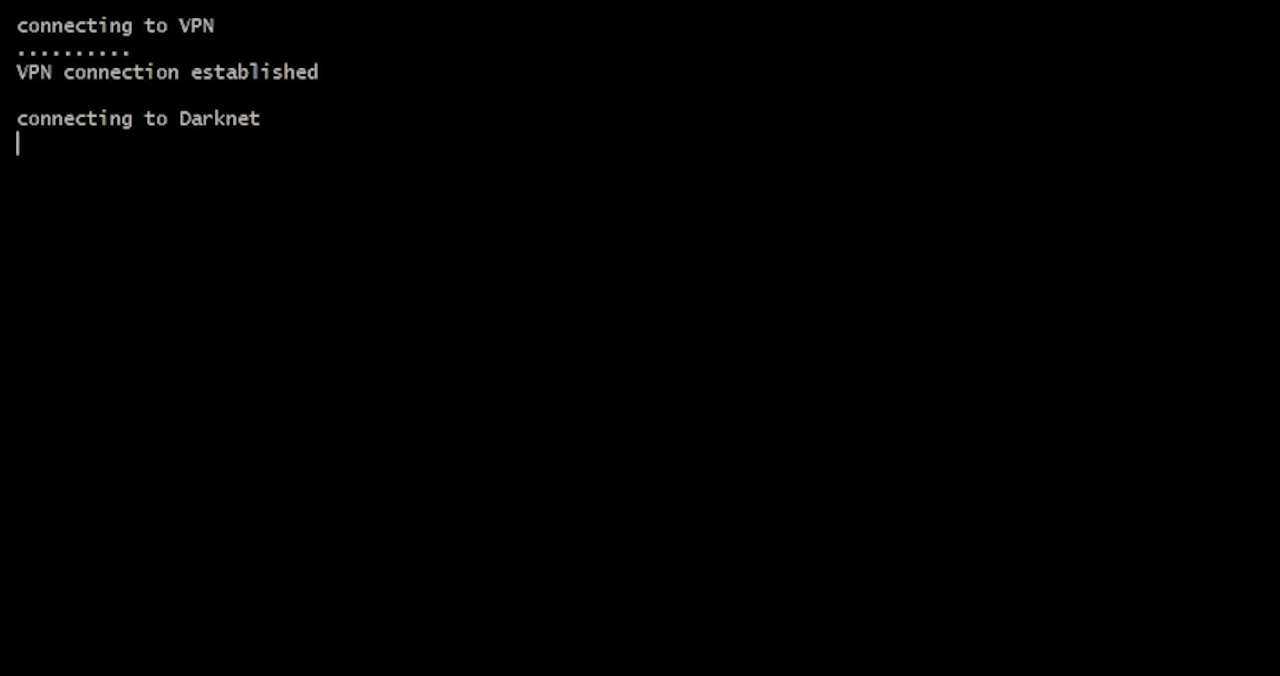 connecting to VPN
..........
VPN connection established
connecting to Darknet